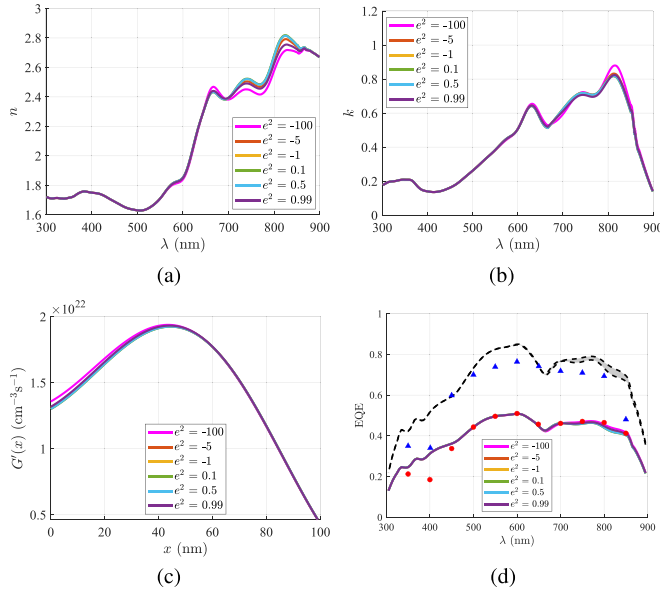 3
2.8
2.6
2.4
2.2
2
1.8
1.6
n
300 400 500 600 700 800 900
λ (nm)
e² = -100
e² = -5
e² = -1
e² = 0.1
e² = 0.5
e² = 0.99
(a)
1.2
1
0.8
0.6
0.4
0.2
0
k
300 400 500 600 700 800 900
λ (nm)
e² = -100
e² = -5
e² = -1
e² = 0.1
e² = 0.5
e² = 0.99
(b)
×10²²
2
1.5
1
0.5
G′(x) (cm⁻³s⁻¹)
0 20 40 60 80 100
x (nm)
e² = -100
e² = -5
e² = -1
e² = 0.1
e² = 0.5
e² = 0.99
(c)
1
0.8
0.6
0.4
0.2
0
EQE
300 400 500 600 700 800 900
λ (nm)
e² = -100
e² = -5
e² = -1
e² = 0.1
e² = 0.5
e² = 0.99
(d)